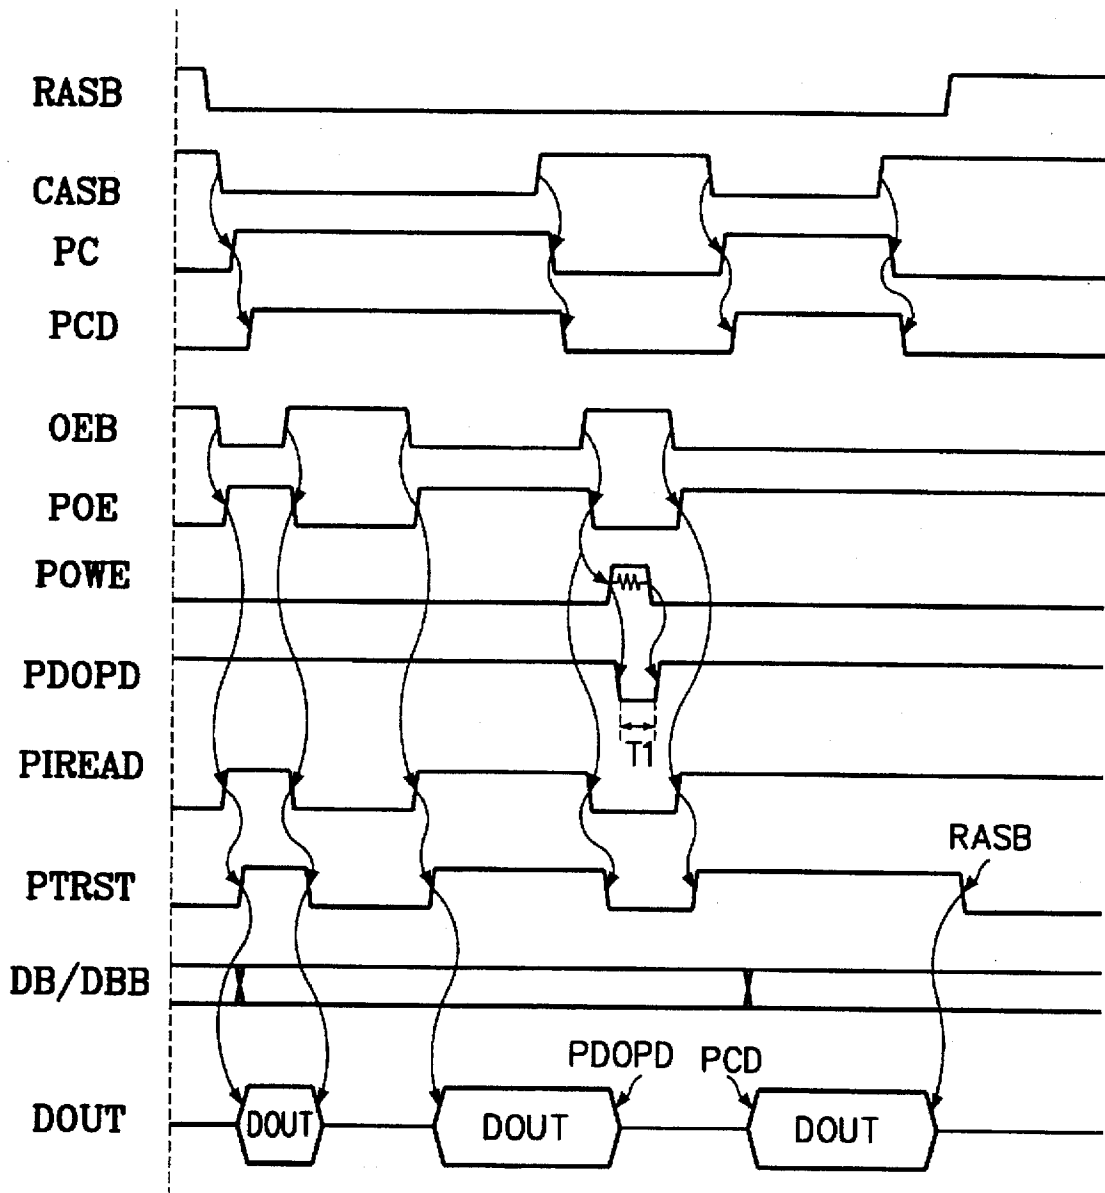 RASB
CASB
PC
PCD
OEB
POE
POWE
PDOPD
T1
PIREAD
RASB
PTRST
DB/DBB
PDOPD PCD
DOUT DOUT DOUT DOUT